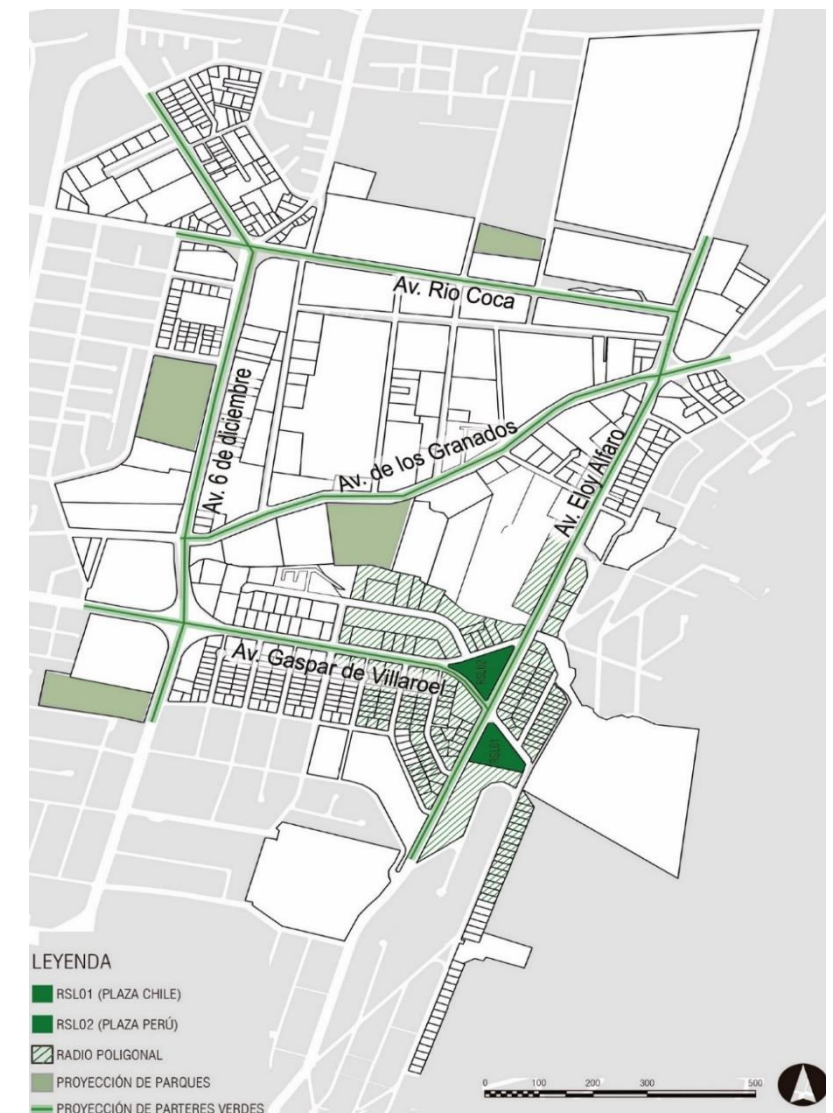 Av. Rio Coca
Av. 6 de diciembre
Av. de los Granados
Av. Eloy Alfaro
Av. Gaspar de Villaroel
RSL02
RSL01
LEYENDA
RSL01 (PLAZA CHILE)
RSL02 (PLAZA PERÚ)
RADIO POLIGONAL
PROYECCIÓN DE PARQUES
PROYECCIÓN DE PARTERES VERDES
0 100 200 300 500